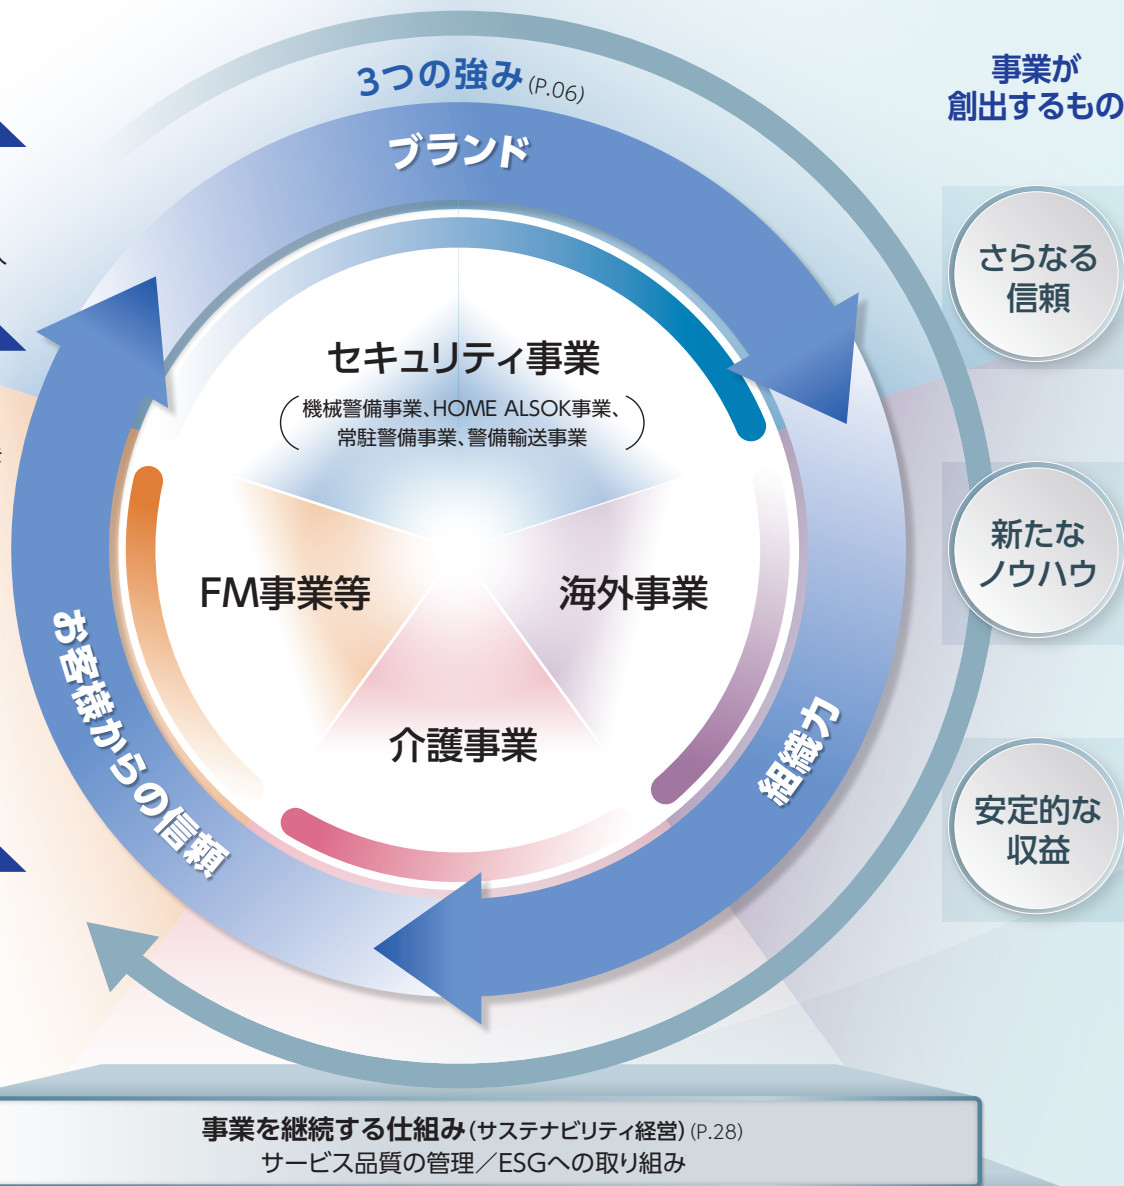 3つの強み(P.06)
ブランド
組織力
お客様からの信頼
セキュリティ事業
(機械警備事業、HOME ALSOK事業、
常駐警備事業、警備輸送事業)
FM事業等
海外事業
介護事業
事業が
創出するもの
さらなる
信頼
新たな
ノウハウ
安定的な
収益
事業を継続する仕組み(サステナビリティ経営)(P.28)
サービス品質の管理/ESGへの取り組み